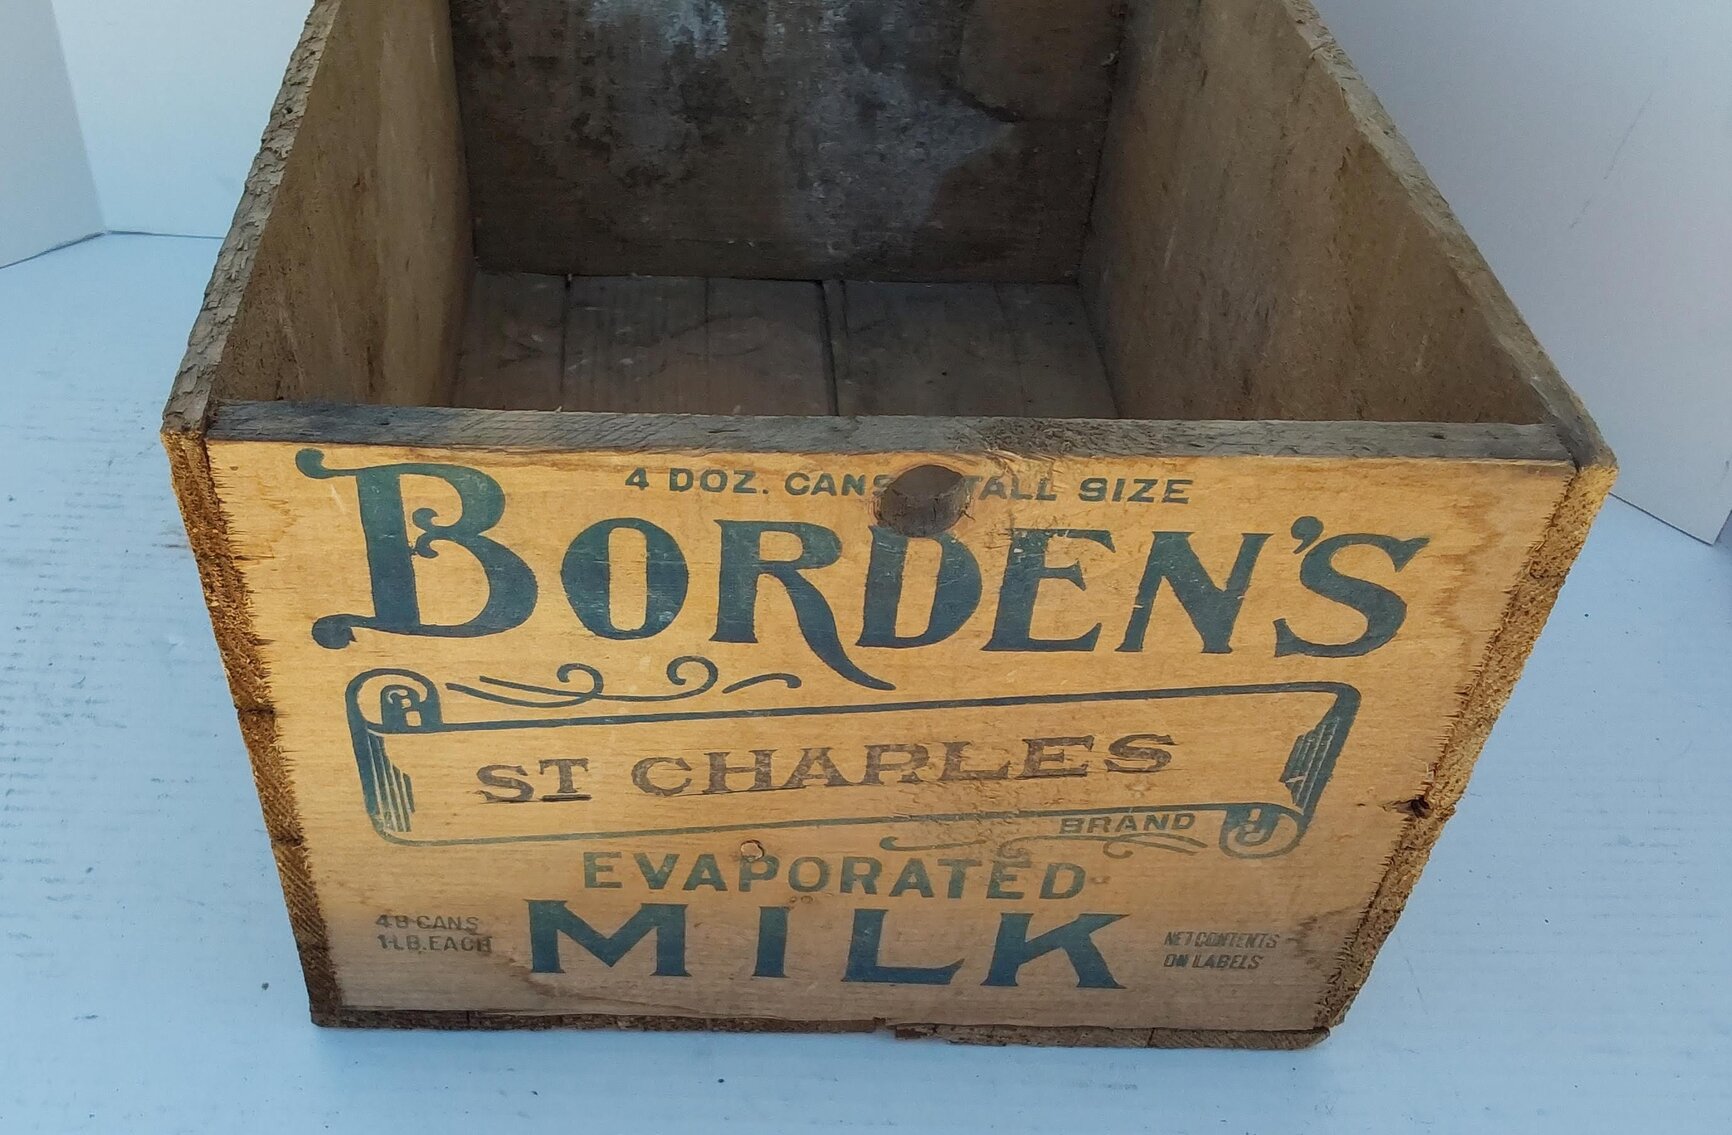 4 DOZ. CANS TALL SIZE
BORDEN'S
ST CHARLES
BRAND
EVAPORATED
MILK
48 CANS
1 LB. EACH
NET CONTENTS
ON LABELS